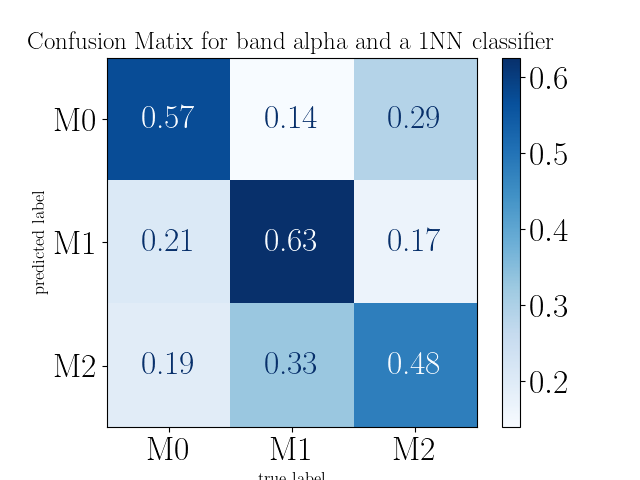 Confusion Matix for band alpha and a 1NN classifier
M0 0.57 0.14 0.29
M1 0.21 0.63 0.17
M2 0.19 0.33 0.48
M0 M1 M2
predicted label
true label
0.6
0.5
0.4
0.3
0.2